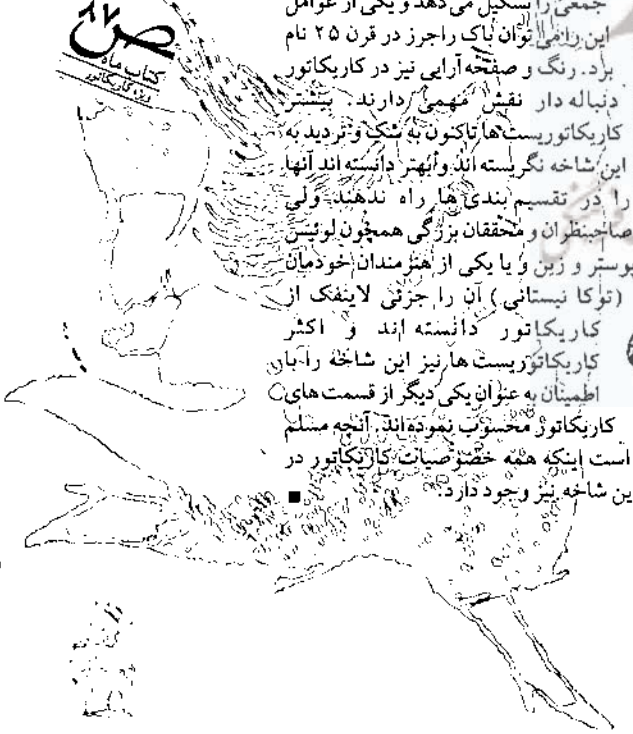 ص ۸۷
کتاب ماه
ویژه کاریکاتور
جمعی را تشکیل می دهد و یکی از عوامل
این را می توان باک راجرز در قرن ۲۵ نام
برد. رنگ و صفحه آرایی نیز در کاریکاتور
دنباله دار نقش مهمی دارند. بیشتر
کاریکاتوریست ها تاکنون به شک و تردید به
این شاخه نگریسته اند و بهتر دانسته اند آنها
را در تقسیم بندی ها راه ندهند ولی
صاحبنظران و محققان بزرگی همچون لوئیس
بوستر و زین و یا یکی از هنرمندان خودمان
(توکا نیستانی) آن را جزئی لاینفک از
کاریکاتور دانسته اند و اکثر
کاریکاتوریست ها نیز این شاخه را با
اطمینان به عنوان یکی دیگر از قسمت های
کاریکاتور محسوب نموده اند. آنچه مسلم
است اینکه همه خصوصیات کاریکاتور در
این شاخه نیز وجود دارد. ■